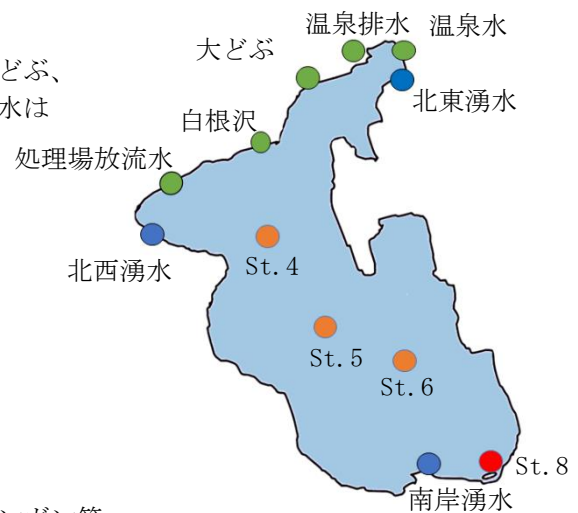 温泉排水 温泉水
大どぶ
どぶ、
水は
北東湧水
白根沢
処理場放流水
北西湧水
St.4
St.5
St.6
St.8
南岸湧水